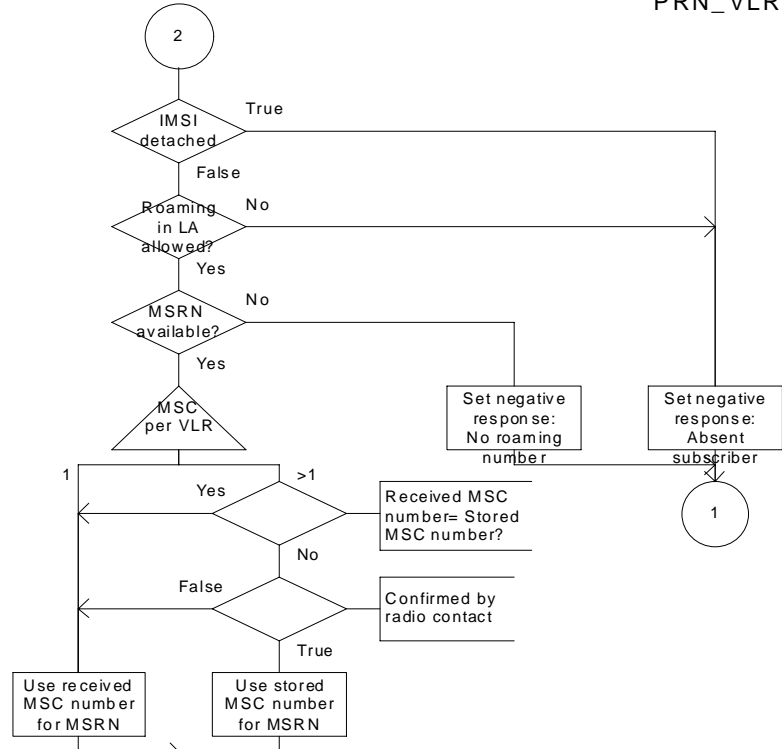 PRN_VLR
2
IMSI
detached
True
False
Roaming
in LA
allowed?
No
Yes
MSRN
available?
No
Yes
MSC
per VLR
Set negative
response:
No roaming
number
Set negative
response:
Absent
subscriber
1
>1
Yes
Received MSC
number= Stored
MSC number?
1
No
False
Confirmed by
radio contact
True
Use received
MSC number
for MSRN
Use stored
MSC number
for MSRN